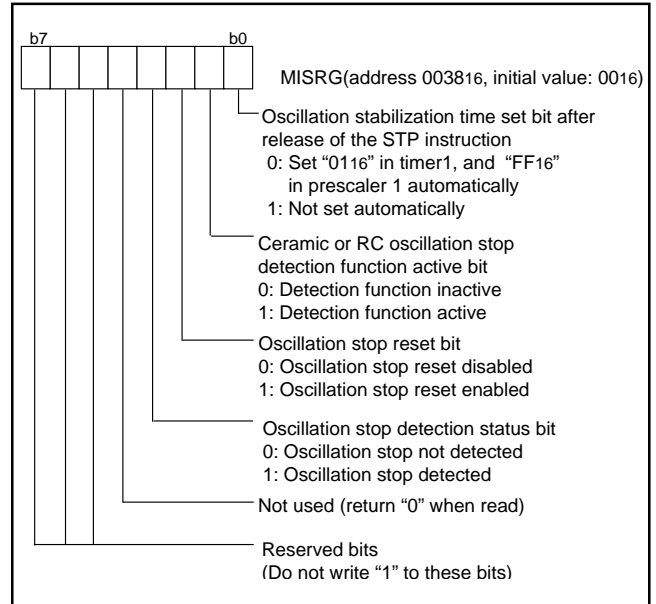 b7 b0
MISRG(address 003816, initial value: 0016)
Oscillation stabilization time set bit after
release of the STP instruction
0: Set “0116” in timer1, and “FF16”
in prescaler 1 automatically
1: Not set automatically
Ceramic or RC oscillation stop
detection function active bit
0: Detection function inactive
1: Detection function active
Oscillation stop reset bit
0: Oscillation stop reset disabled
1: Oscillation stop reset enabled
Oscillation stop detection status bit
0: Oscillation stop not detected
1: Oscillation stop detected
Not used (return “0” when read)
Reserved bits
(Do not write “1” to these bits)